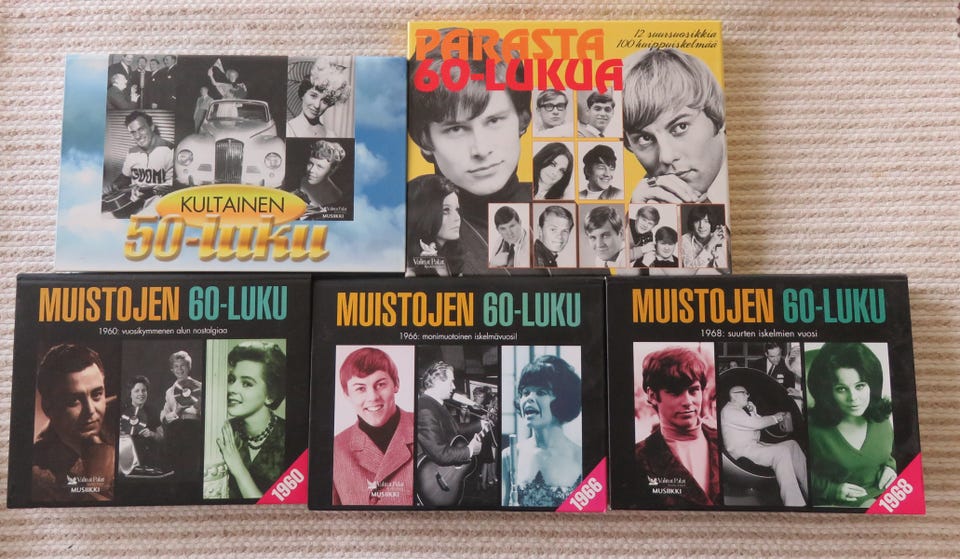 SUOMI
KULTAINEN
50-luku
Valitut Palat
MUSIIKKI
PARASTA
60-LUKUA
12 suursuosikkia
100 huippuiskelmää
Valitut Palat
MUISTOJEN 60-LUKU
1960: vuosikymmenen alun nostalgiaa
Valitut Palat
MUSIIKKI
1960
MUISTOJEN 60-LUKU
1966: monimuotoinen iskelmävuosi!
Valitut Palat
MUSIIKKI
1966
MUISTOJEN 60-LUKU
1968: suurten iskelmien vuosi
Valitut Palat
MUSIIKKI
1968